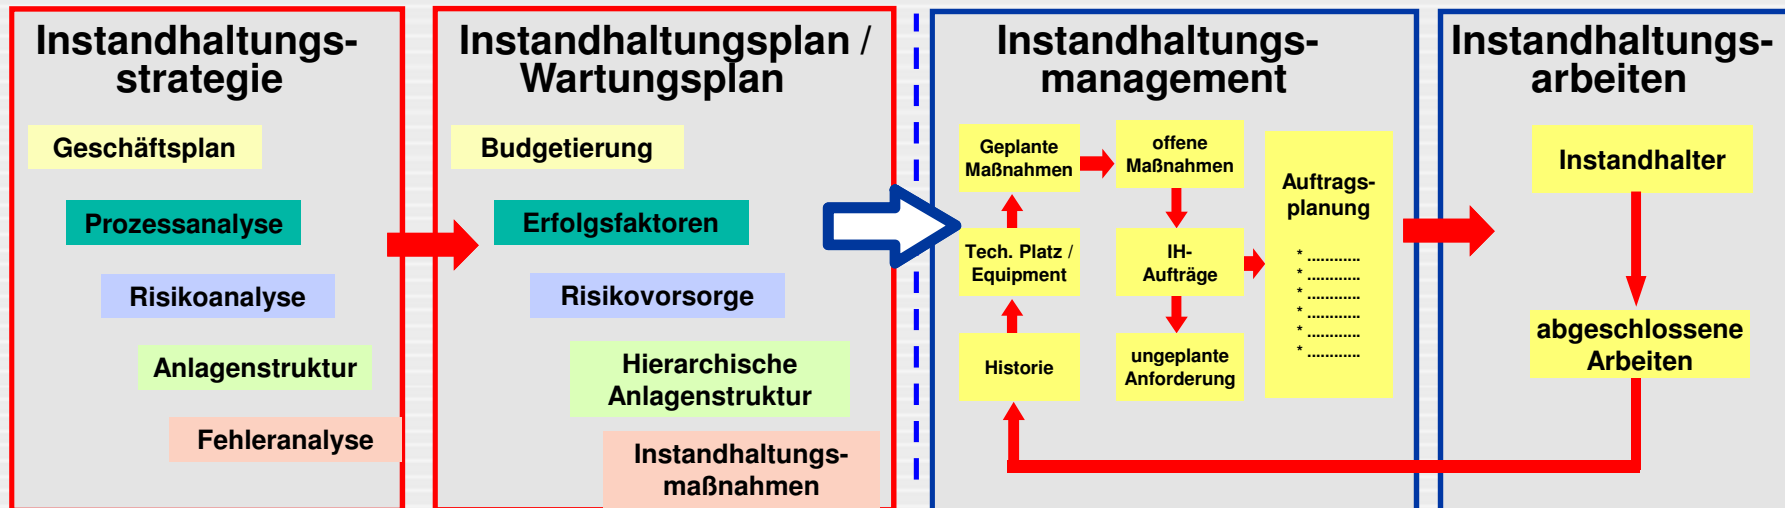 Instandhaltungs-
strategie
Geschäftsplan
Prozessanalyse
Risikoanalyse
Anlagenstruktur
Fehleranalyse
Instandhaltungsplan /
Wartungsplan
Budgetierung
Erfolgsfaktoren
Risikovorsorge
Hierarchische
Anlagenstruktur
Instandhaltungs-
maßnahmen
Instandhaltungs-
management
Geplante
Maßnahmen
offene
Maßnahmen
Tech. Platz /
Equipment
IH-
Aufträge
Historie
ungeplante
Anforderung
Auftrags-
planung
* ............
* ............
* ............
* ............
* ............
* ............
Instandhaltungs-
arbeiten
Instandhalter
abgeschlossene
Arbeiten